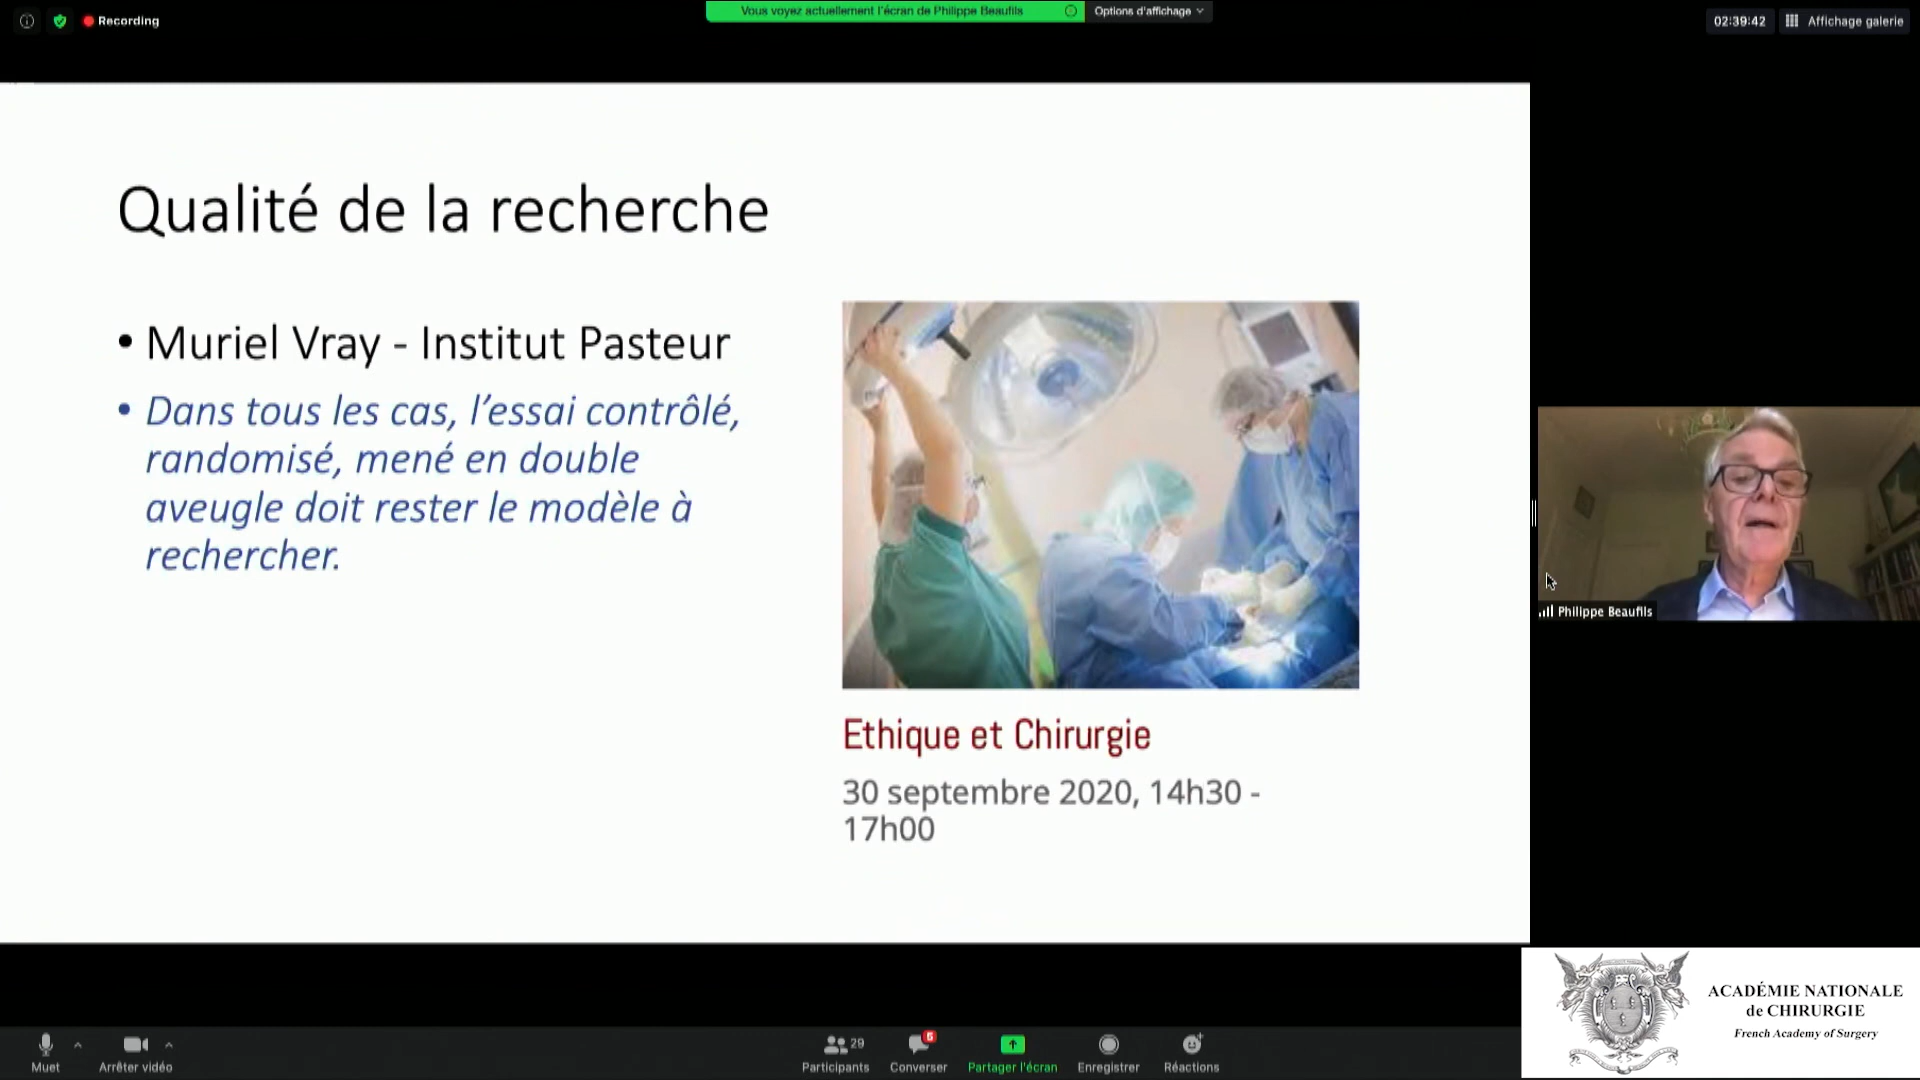 Recording
Vous voyez actuellement l'écran de Philippe Beaufils
Options d'affichage
02:39:42
Affichage galerie
Qualité de la recherche
• Muriel Vray - Institut Pasteur
• Dans tous les cas, l'essai contrôlé,
randomisé, mené en double
aveugle doit rester le modèle à
rechercher.
Ethique et Chirurgie
30 septembre 2020, 14h30 -
17h00
Philippe Beaufils
ACADÉMIE NATIONALE
de CHIRURGIE
French Academy of Surgery
Muet
Arrêter vidéo
29
Participants
6
Converser
Partager l'écran
Enregistrer
Réactions